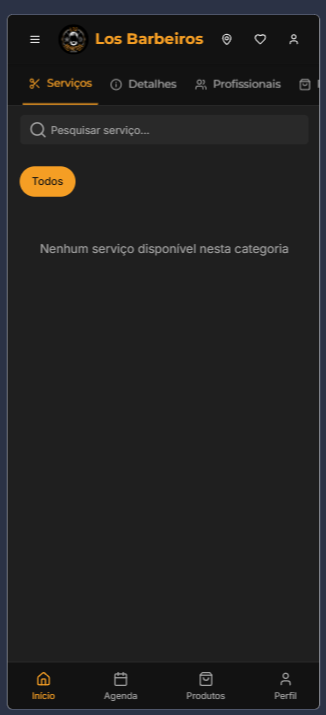 Los Barbeiros
Serviços Detalhes Profissionais
Pesquisar serviço...
Todos
Nenhum serviço disponível nesta categoria
Início Agenda Produtos Perfil